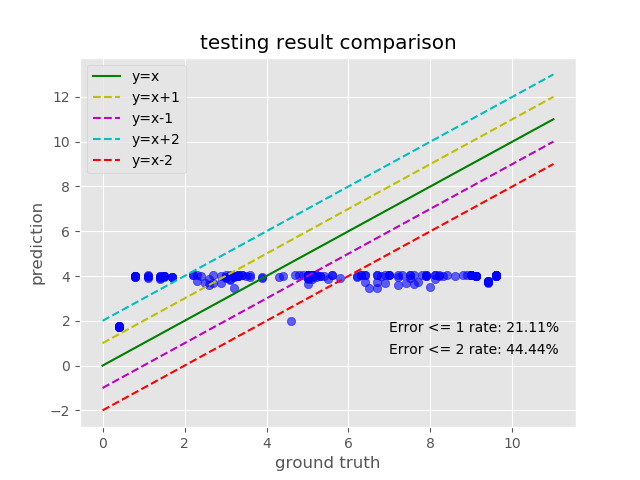 testing result comparison
y=x
y=x+1
y=x-1
y=x+2
y=x-2
12
10
8
6
4
2
0
−2
prediction
Error <= 1 rate: 21.11%
Error <= 2 rate: 44.44%
0 2 4 6 8 10
ground truth